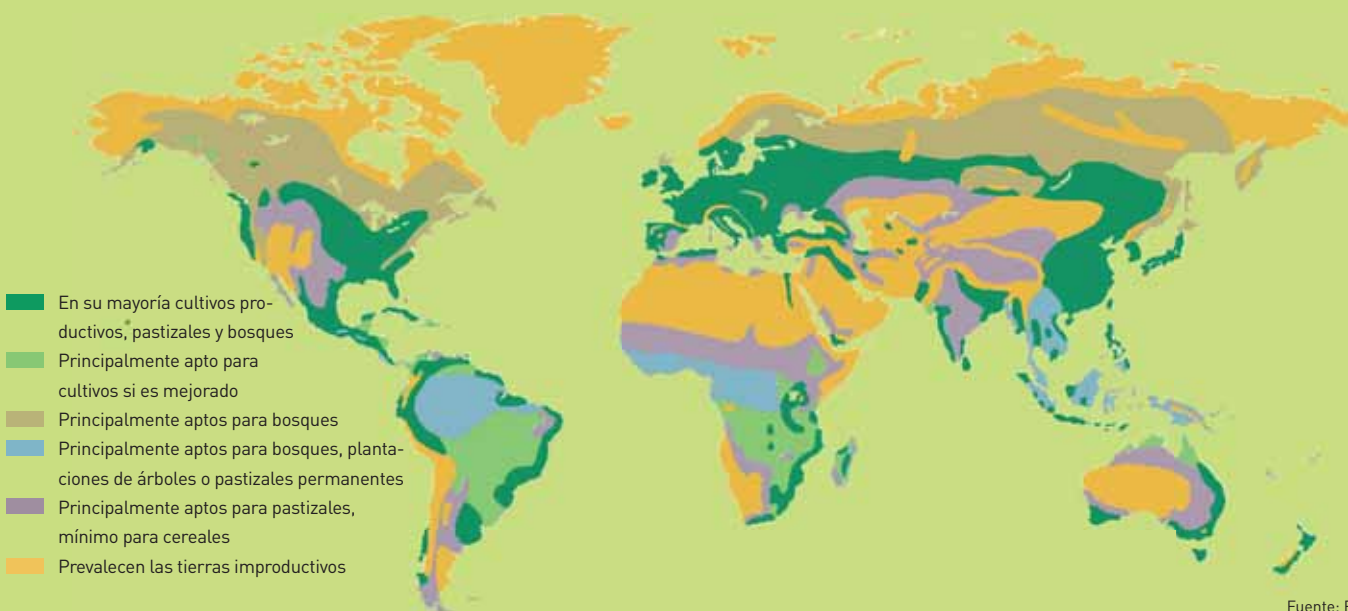 En su mayoría cultivos pro-
ductivos, pastizales y bosques
Principalmente apto para
cultivos si es mejorado
Principalmente aptos para bosques
Principalmente aptos para bosques, planta-
ciones de árboles o pastizales permanentes
Principalmente aptos para pastizales,
mínimo para cereales
Prevalecen las tierras improductivos
Fuente: